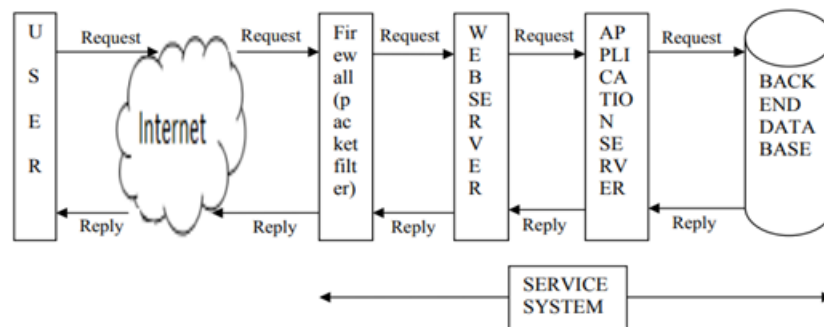 U
S
E
R
Request
Reply
Internet
Request
Reply
Fir
ew
all
(p
ac
ket
filt
er)
Request
Reply
W
E
B
SE
R
V
E
R
Request
Reply
AP
PLI
CA
TIO
N
SE
RV
ER
Request
Reply
BACK
END
DATA
BASE
SERVICE
SYSTEM